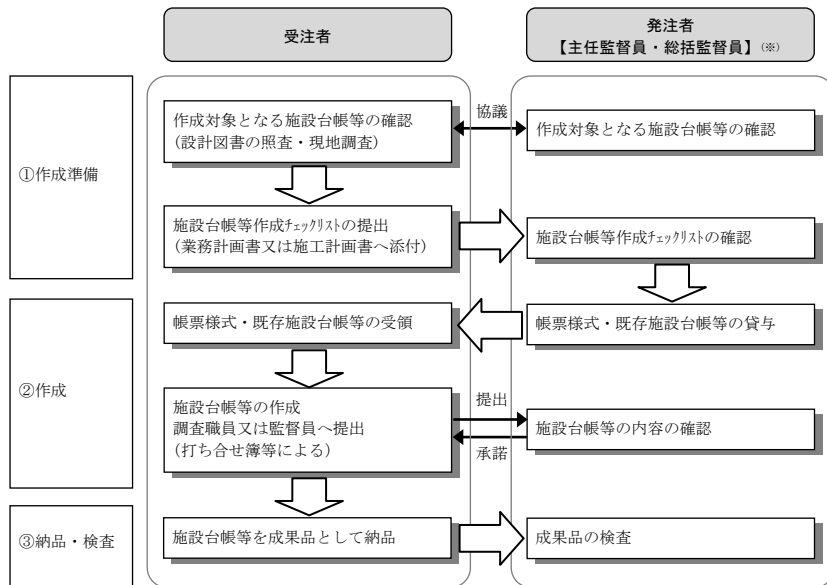 受注者
発注者
【主任監督員・総括監督員】(※)
①作成準備
作成対象となる施設台帳等の確認
(設計図書の照査・現地調査)
協議
作成対象となる施設台帳等の確認
施設台帳等作成ﾁｪｯｸﾘｽﾄの提出
(業務計画書又は施工計画書へ添付)
施設台帳等作成ﾁｪｯｸﾘｽﾄの確認
②作成
帳票様式・既存施設台帳等の受領
帳票様式・既存施設台帳等の貸与
施設台帳等の作成
調査職員又は監督員へ提出
(打ち合せ簿等による)
提出
承諾
施設台帳等の内容の確認
③納品・検査
施設台帳等を成果品として納品
成果品の検査